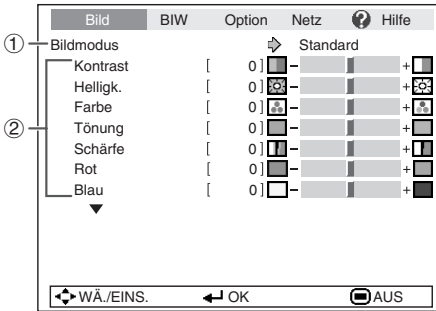 Bild BIW Option Netz ? Hilfe
① Bildmodus Standard
Kontrast [ 0 ] - +
Helligk. [ 0 ] - +
Farbe [ 0 ] - +
② Tönung [ 0 ] - +
Schärfe [ 0 ] - +
Rot [ 0 ] - +
Blau [ 0 ] - +
WÄ./EINS. OK AUS